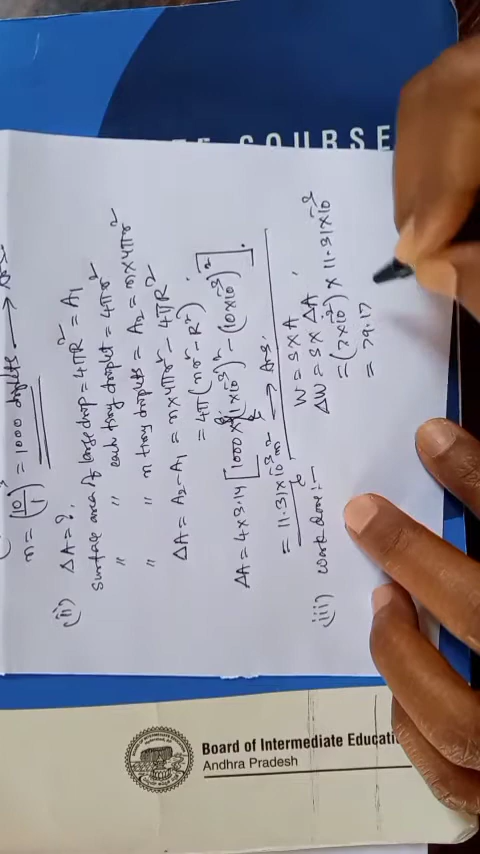 COURSE
n = (10/1)³ = 1000 droplets →
(ii) ΔA = ?.
Surface area of large drop = 4πR² = A₁
" " each tiny droplet = 4πr²
" " n tiny droplets = A₂ = n×4πr²
ΔA = A₂ - A₁ = n×4πr² - 4πR²
= 4π(nr² - R²)
ΔA = 4×3.14 [1000×(1×10⁻³)² - (10×10⁻³)²].
= 11.31×10⁻³ m² → Ans.
(iii) Work done :- W = S×A
ΔW = S×ΔA
= (7×10⁻²) × 11.31×10⁻³
= 79.17
Board of Intermediate Educati
Andhra Pradesh